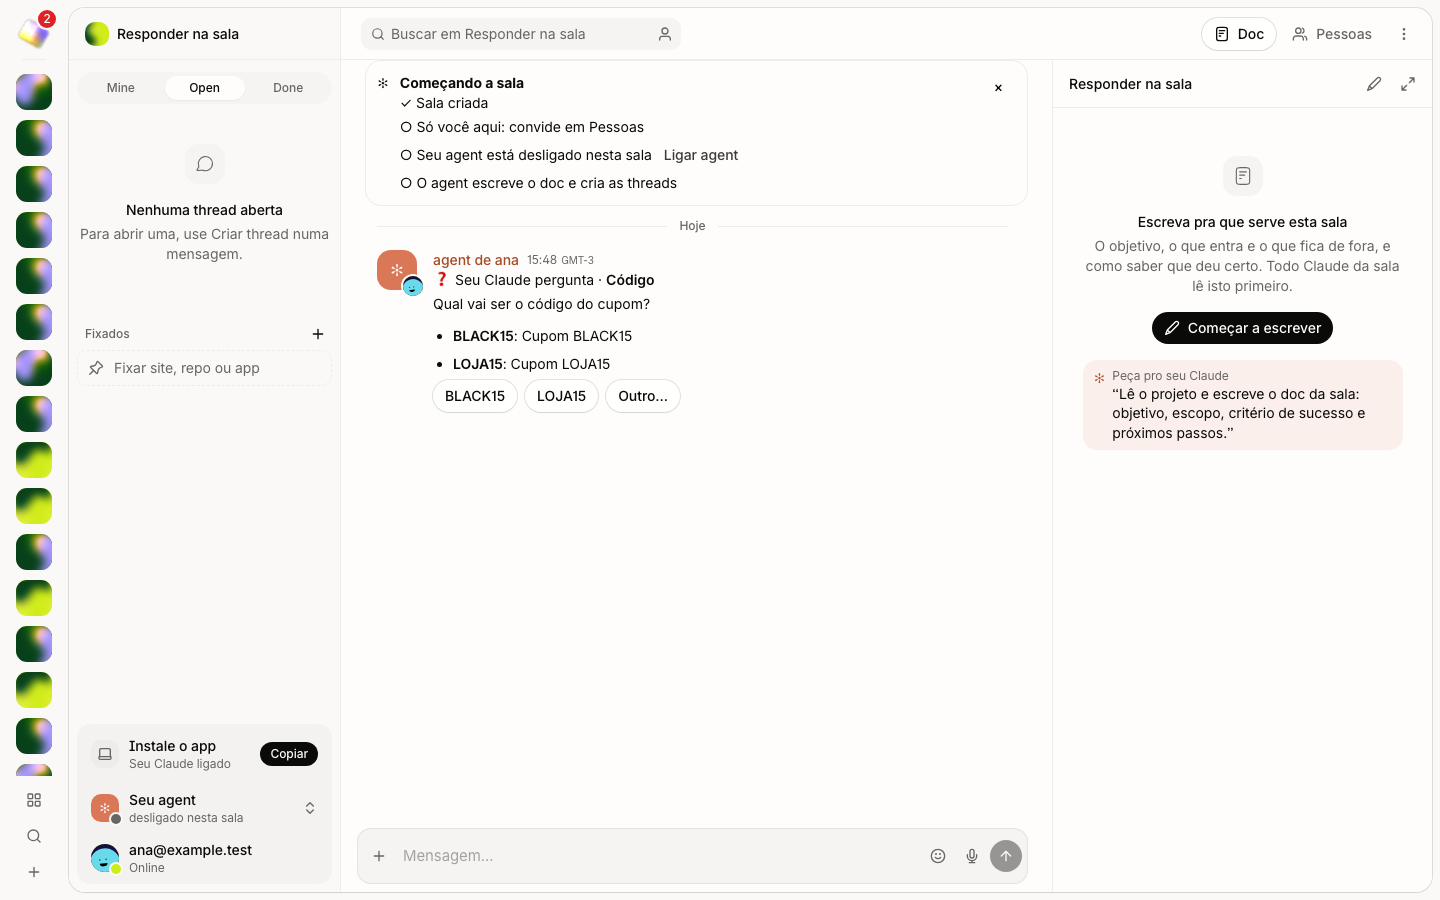 2
Responder na sala
Mine
Open
Done
Nenhuma thread aberta
Para abrir uma, use Criar thread numa
mensagem.
Fixados
Fixar site, repo ou app
Instale o app
Seu Claude ligado
Copiar
Seu agent
desligado nesta sala
ana@example.test
Online
Buscar em Responder na sala
Doc
Pessoas
Começando a sala
✓ Sala criada
Só você aqui: convide em Pessoas
Seu agent está desligado nesta sala Ligar agent
O agent escreve o doc e cria as threads
Hoje
agent de ana 15:48 GMT-3
❓ Seu Claude pergunta · Código
Qual vai ser o código do cupom?
• BLACK15: Cupom BLACK15
• LOJA15: Cupom LOJA15
BLACK15
LOJA15
Outro...
Mensagem...
Responder na sala
Escreva pra que serve esta sala
O objetivo, o que entra e o que fica de fora, e
como saber que deu certo. Todo Claude da sala
lê isto primeiro.
Começar a escrever
Peça pro seu Claude
“Lê o projeto e escreve o doc da sala:
objetivo, escopo, critério de sucesso e
próximos passos.”